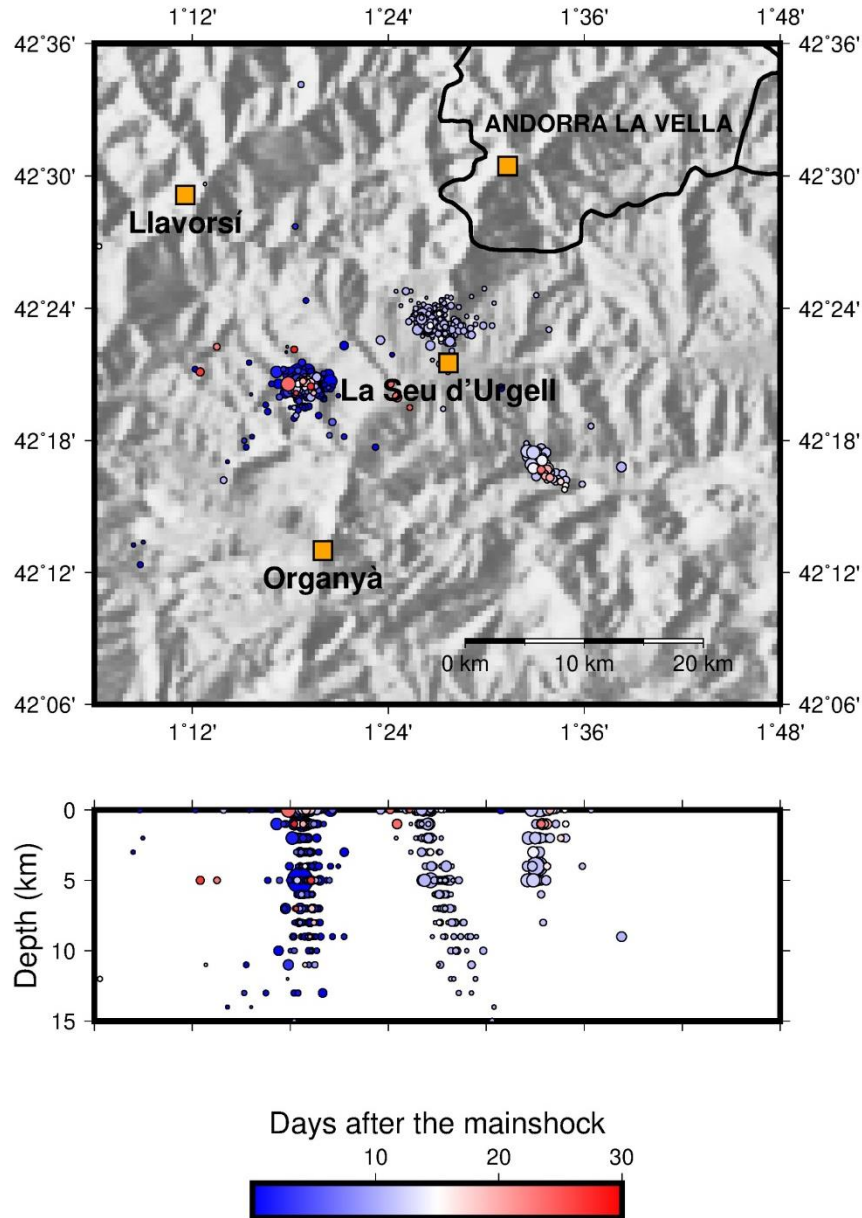 1˚12' 1˚24' 1˚36' 1˚48'
42˚36' 42˚36'
ANDORRA LA VELLA
42˚30' 42˚30'
Llavorsí
42˚24' 42˚24'
La Seu d'Urgell
42˚18' 42˚18'
42˚12' 42˚12'
Organyà
0 km 10 km 20 km
42˚06' 42˚06'
1˚12' 1˚24' 1˚36' 1˚48'
0
5
10
15
Depth (km)
Days after the mainshock
10 20 30